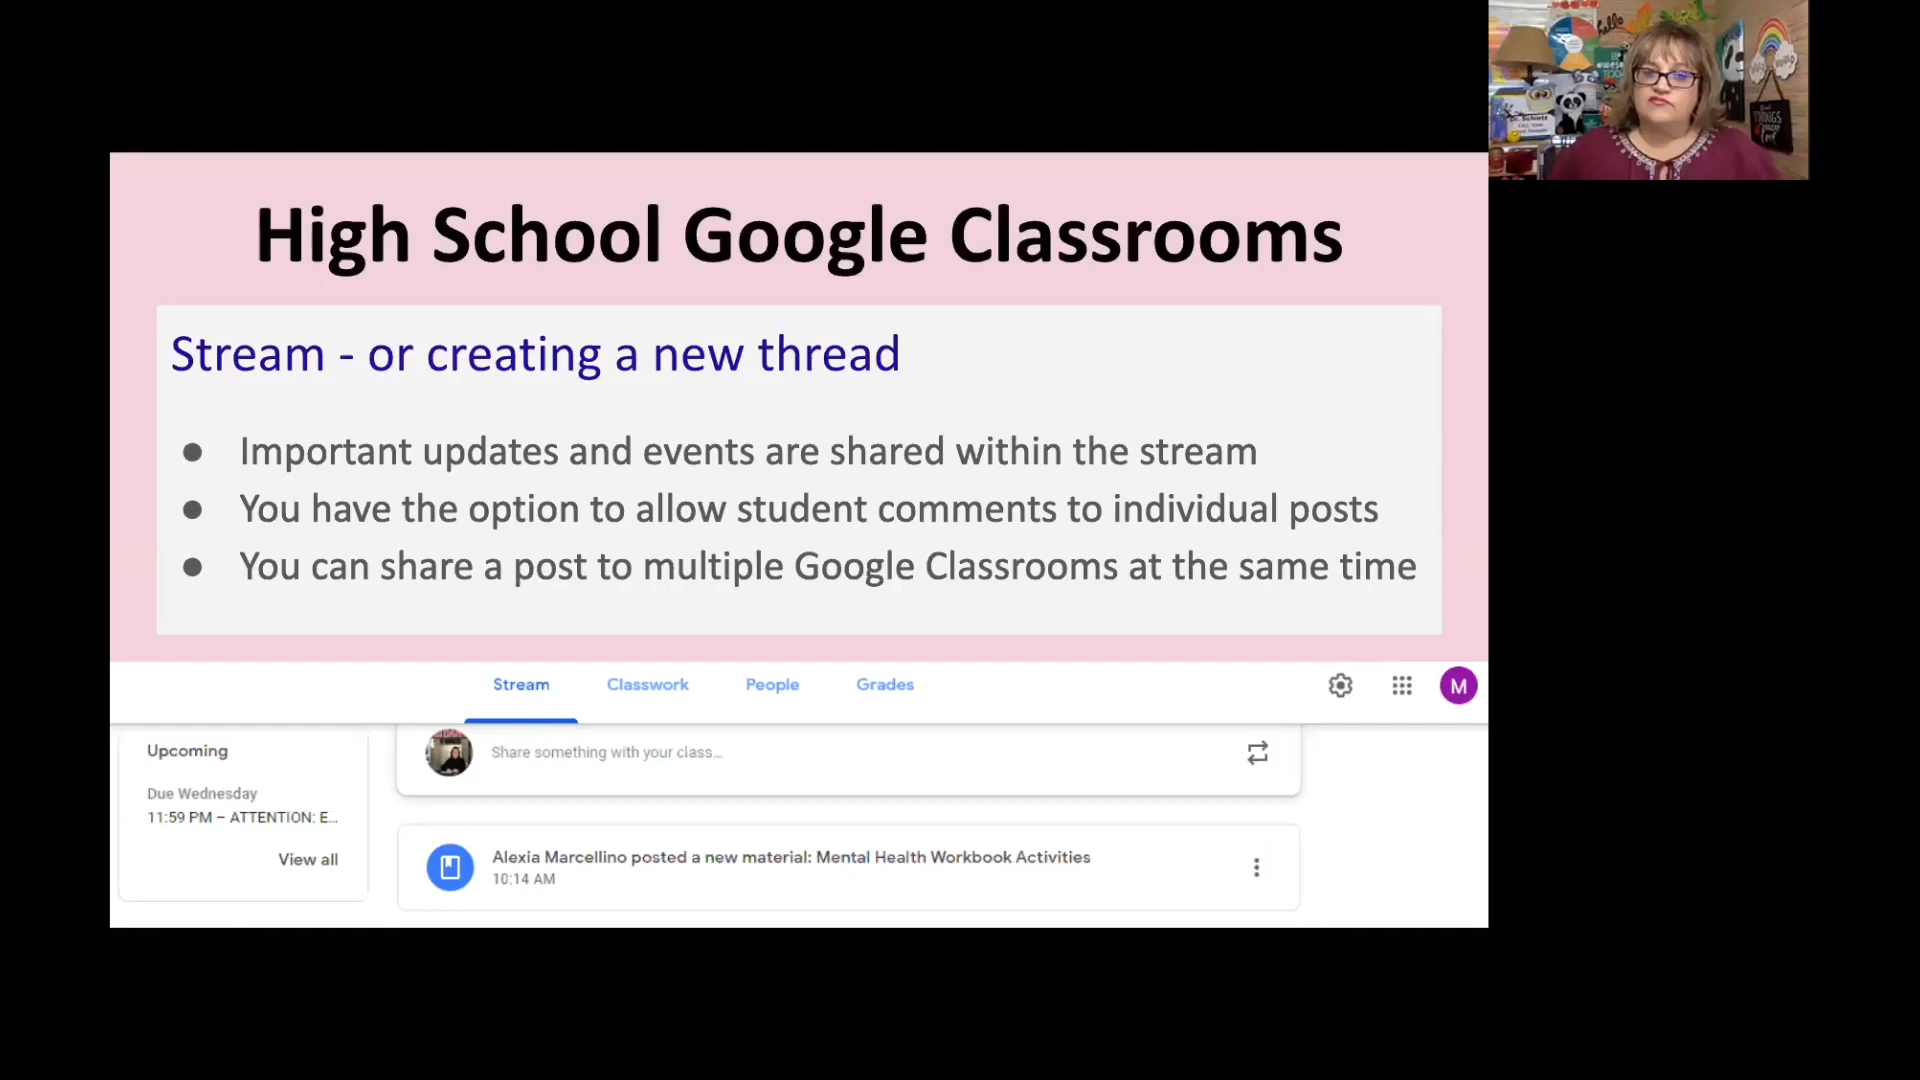 High School Google Classrooms
Stream - or creating a new thread
● Important updates and events are shared within the stream
● You have the option to allow student comments to individual posts
● You can share a post to multiple Google Classrooms at the same time
Stream Classwork People Grades
M
Upcoming
Due Wednesday
11:59 PM – ATTENTION: E...
View all
Share something with your class...
Alexia Marcellino posted a new material: Mental Health Workbook Activities
10:14 AM
hello
THINGS